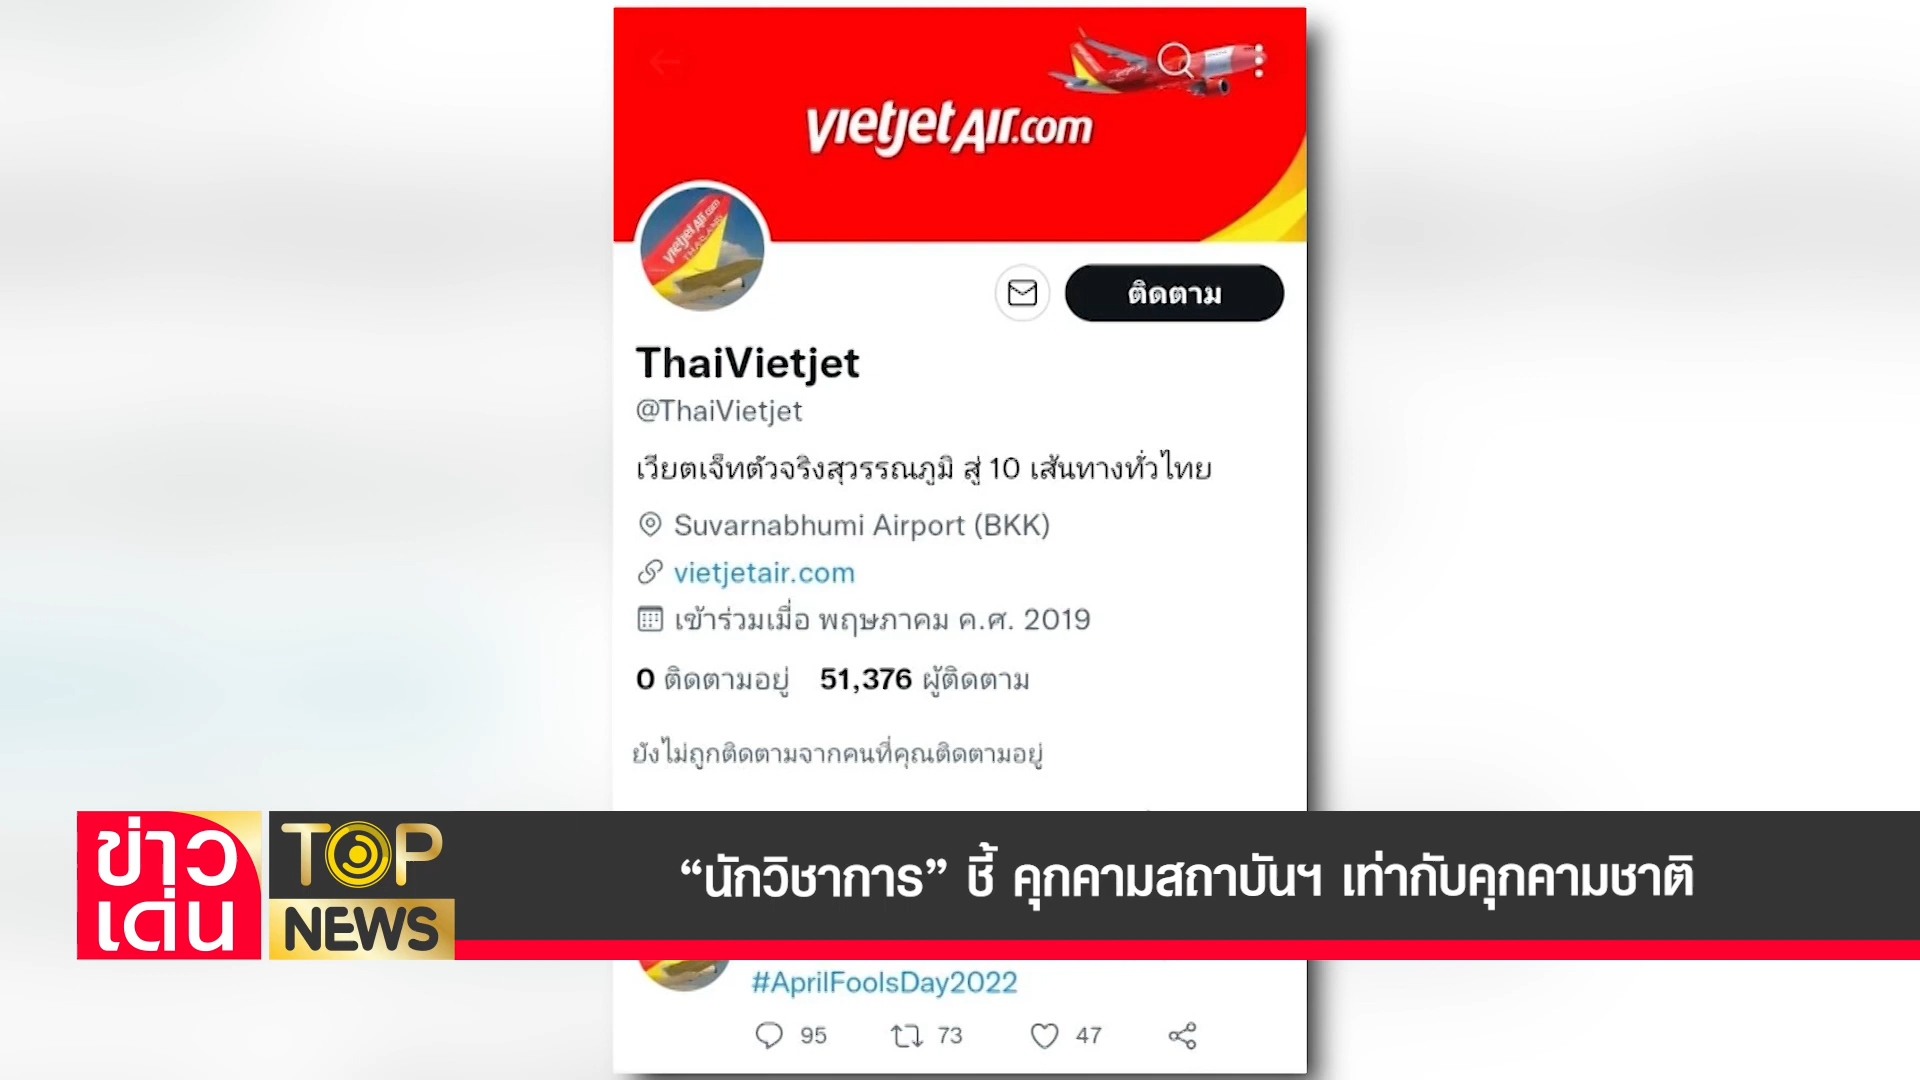 vietjetAir.com
vietjetAir.com
THAILAND
ติดตาม
ThaiVietjet
@ThaiVietjet
เวียตเจ็ทตัวจริงสุวรรณภูมิ สู่ 10 เส้นทางทั่วไทย
Suvarnabhumi Airport (BKK)
vietjetair.com
เข้าร่วมเมื่อ พฤษภาคม ค.ศ. 2019
0 ติดตามอยู่ 51,376 ผู้ติดตาม
ยังไม่ถูกติดตามจากคนที่คุณติดตามอยู่
ข่าวเด่น
TOP NEWS
“นักวิชาการ” ชี้ คุกคามสถาบันฯ เท่ากับคุกคามชาติ
#AprilFoolsDay2022
95 73 47